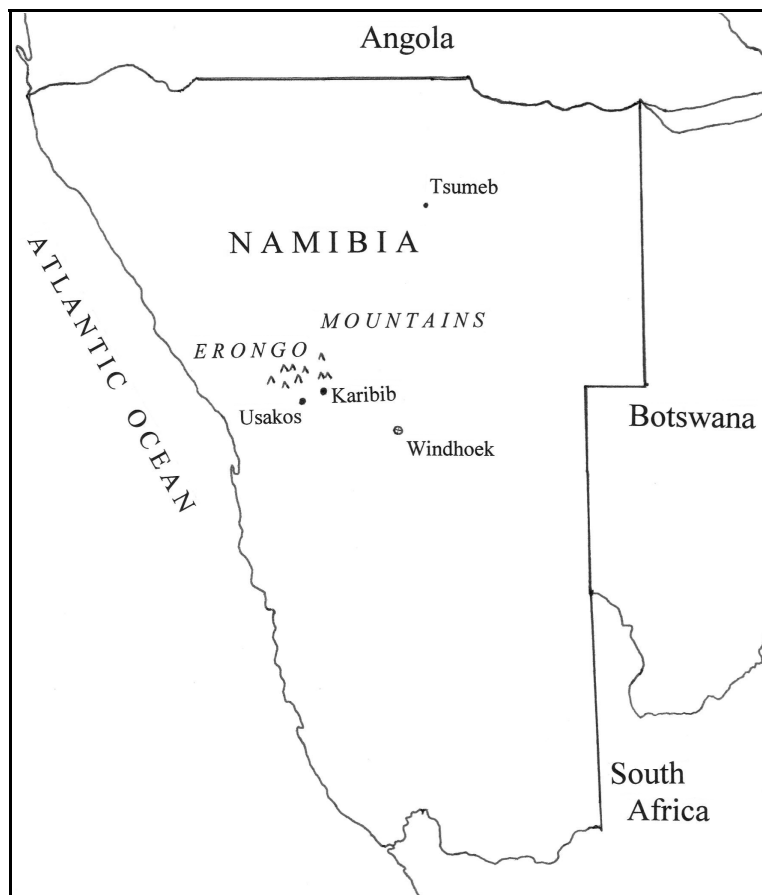 Angola
Tsumeb
NAMIBIA
ATLANTIC OCEAN
MOUNTAINS
ERONGO
Karibib
Usakos
Botswana
Windhoek
South
Africa